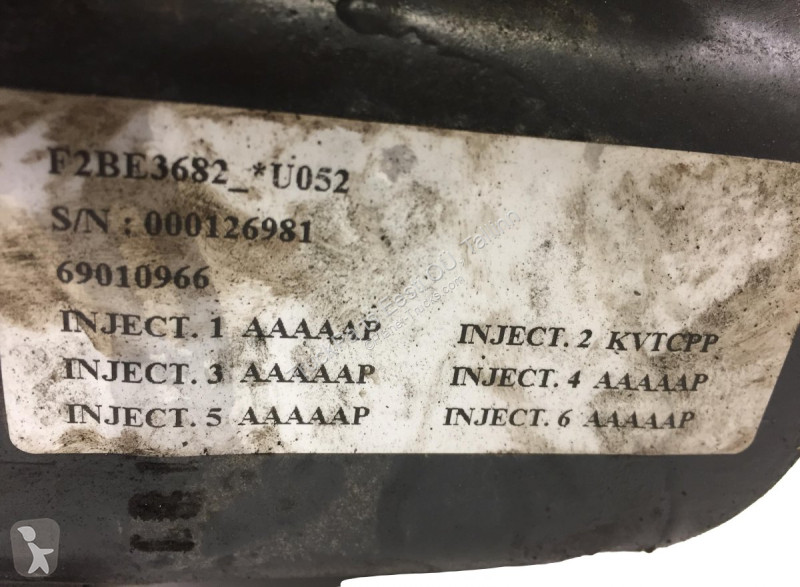 F2BE3682_*U052
S/N : 000126981
69010966
INJECT. 1 AAAAAP INJECT. 2 KVTCPP
INJECT. 3 AAAAAP INJECT. 4 AAAAAP
INJECT. 5 AAAAAP INJECT. 6 AAAAAP